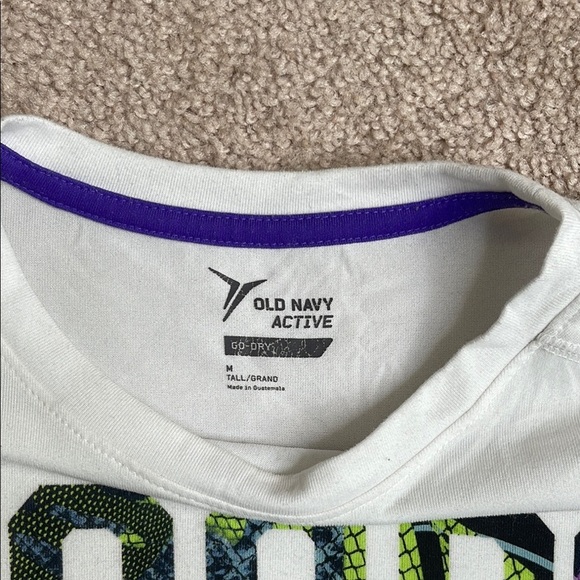 OLD NAVY
ACTIVE
GO-DRY
M
TALL/GRAND
Made in Guatemala